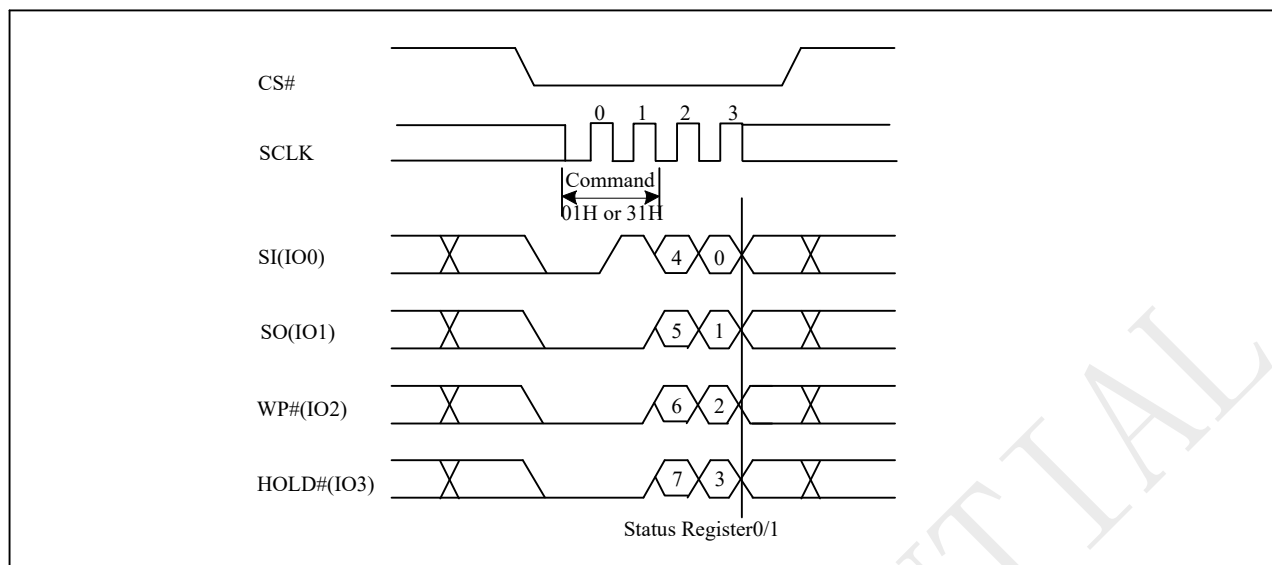 CS#
0 1 2 3
SCLK
Command
01H or 31H
SI(IO0) 4 0
SO(IO1) 5 1
WP#(IO2) 6 2
HOLD#(IO3) 7 3
Status Register0/1
TIAL